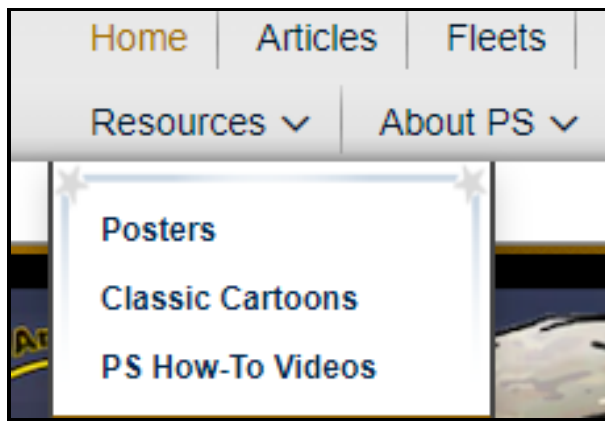 Home Articles Fleets
Resources About PS
Posters
Classic Cartoons
PS How-To Videos